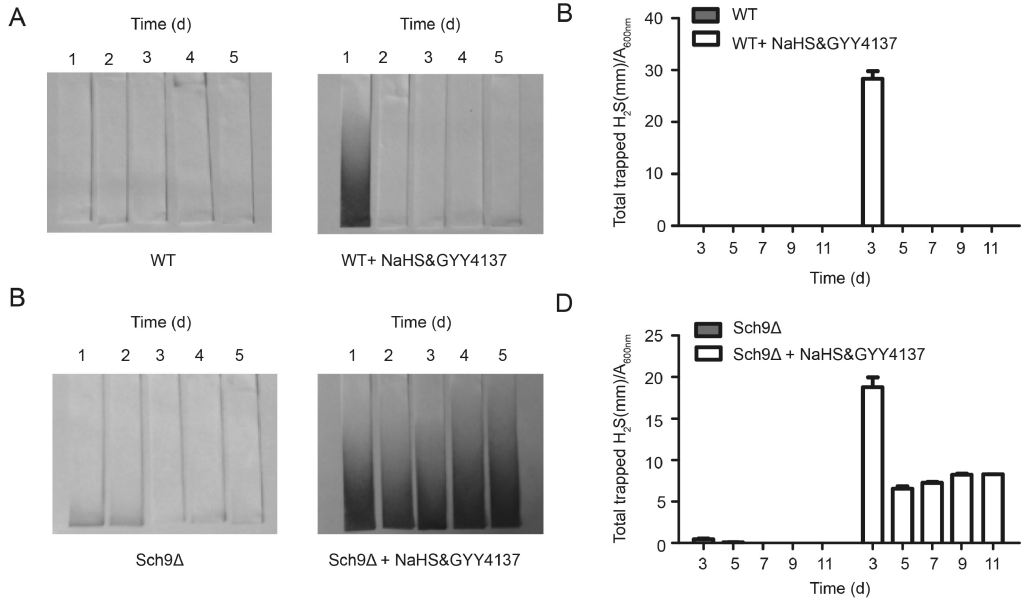 A
Time (d)
1 2 3 4 5
WT
Time (d)
1 2 3 4 5
WT+ NaHS&GYY4137
B
Total trapped H₂S(mm)/A600nm
WT
WT+ NaHS&GYY4137
40
30
20
10
0
3 5 7 9 11 3 5 7 9 11
Time (d)
B
Time (d)
1 2 3 4 5
Sch9Δ
Time (d)
1 2 3 4 5
Sch9Δ + NaHS&GYY4137
D
Total trapped H₂S(mm)/A600nm
Sch9Δ
Sch9Δ + NaHS&GYY4137
25
20
15
10
5
0
3 5 7 9 11 3 5 7 9 11
Time (d)